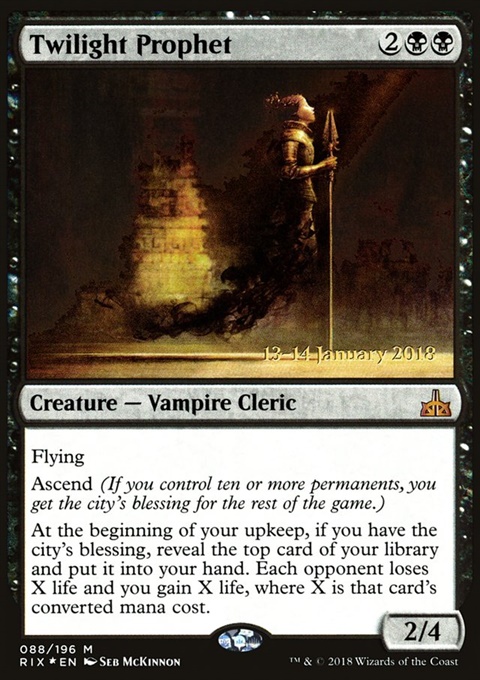 Twilight Prophet 2
13-14 January 2018
Creature — Vampire Cleric
Flying
Ascend (If you control ten or more permanents, you
get the city's blessing for the rest of the game.)
At the beginning of your upkeep, if you have the
city's blessing, reveal the top card of your library
and put it into your hand. Each opponent loses
X life and you gain X life, where X is that card's
converted mana cost.
2/4
088/196 M
RIX★EN Seb McKinnon
™ & © 2018 Wizards of the Coast